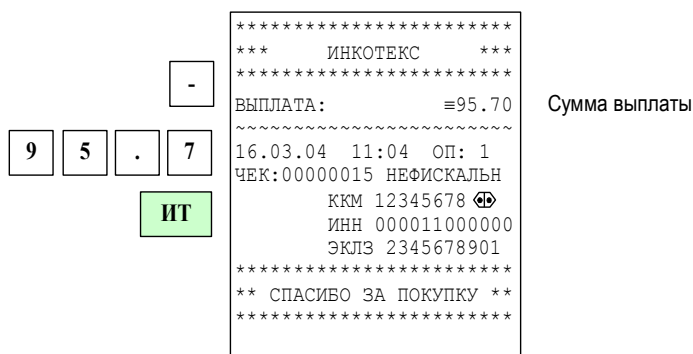 ************************
*** ИНКОТЕКС ***
************************
-
ВЫПЛАТА: ≡95.70 Сумма выплаты
~~~~~~~~~~~~~~~~~~~~~~~~
9 5 . 7
16.03.04 11:04 ОП: 1
ЧЕК:00000015 НЕФИСКАЛЬН
ИТ
ККМ 12345678
ИНН 000011000000
ЭКЛЗ 2345678901
************************
** СПАСИБО ЗА ПОКУПКУ **
************************